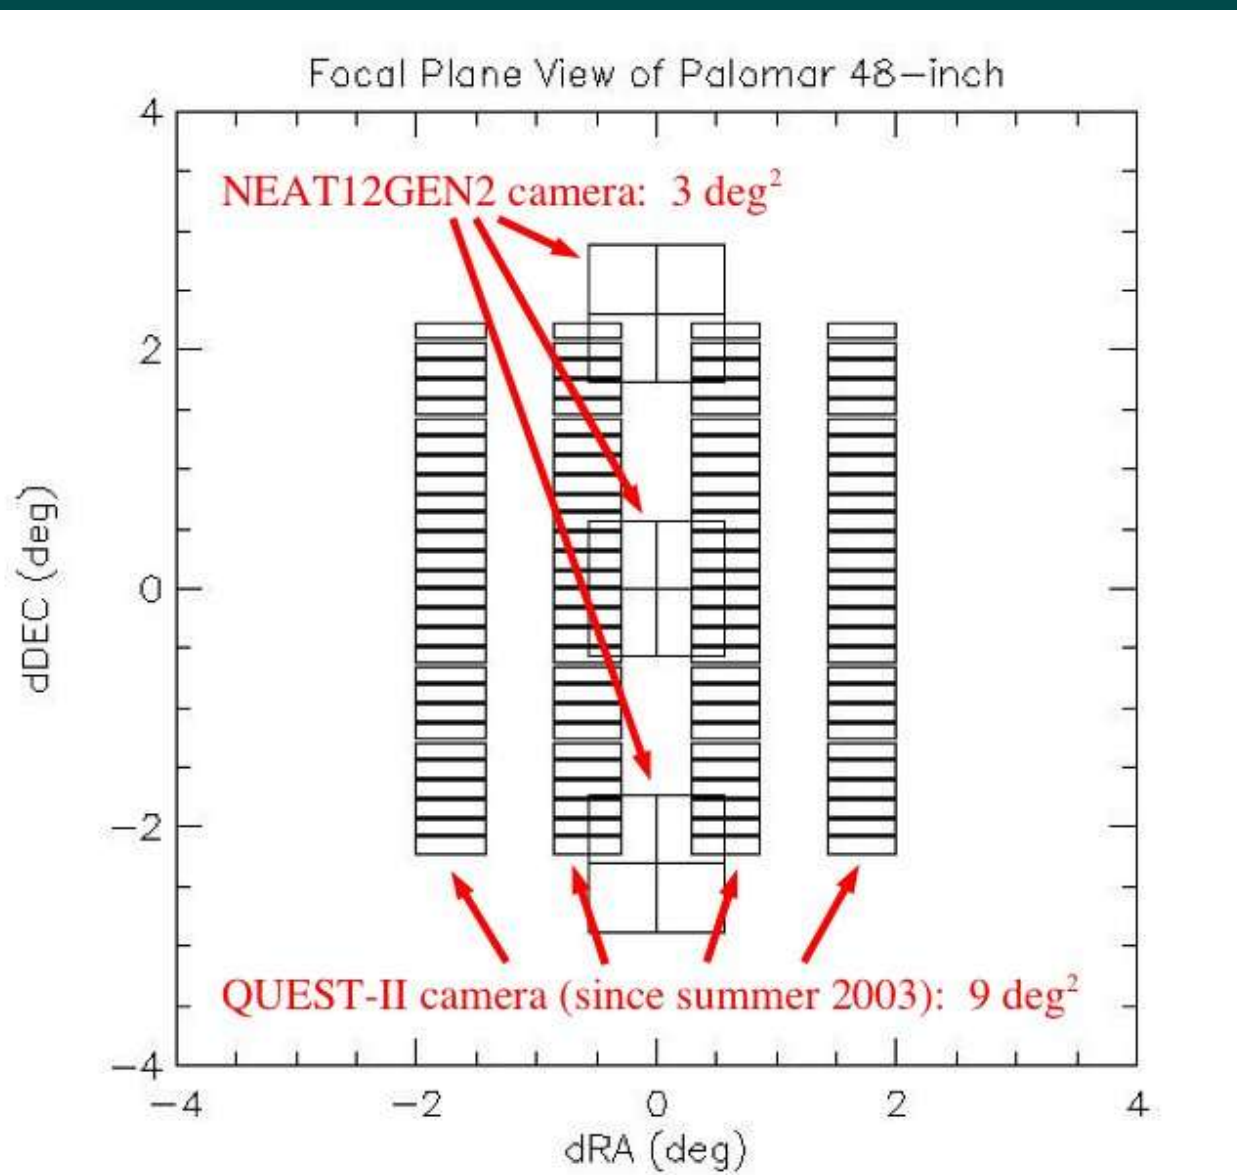 Focal Plane View of Palomar 48-inch
4
NEAT12GEN2 camera: 3 deg²
2
dDEC (deg)
0
-2
QUEST-II camera (since summer 2003): 9 deg²
-4
-4 -2 0 2 4
dRA (deg)